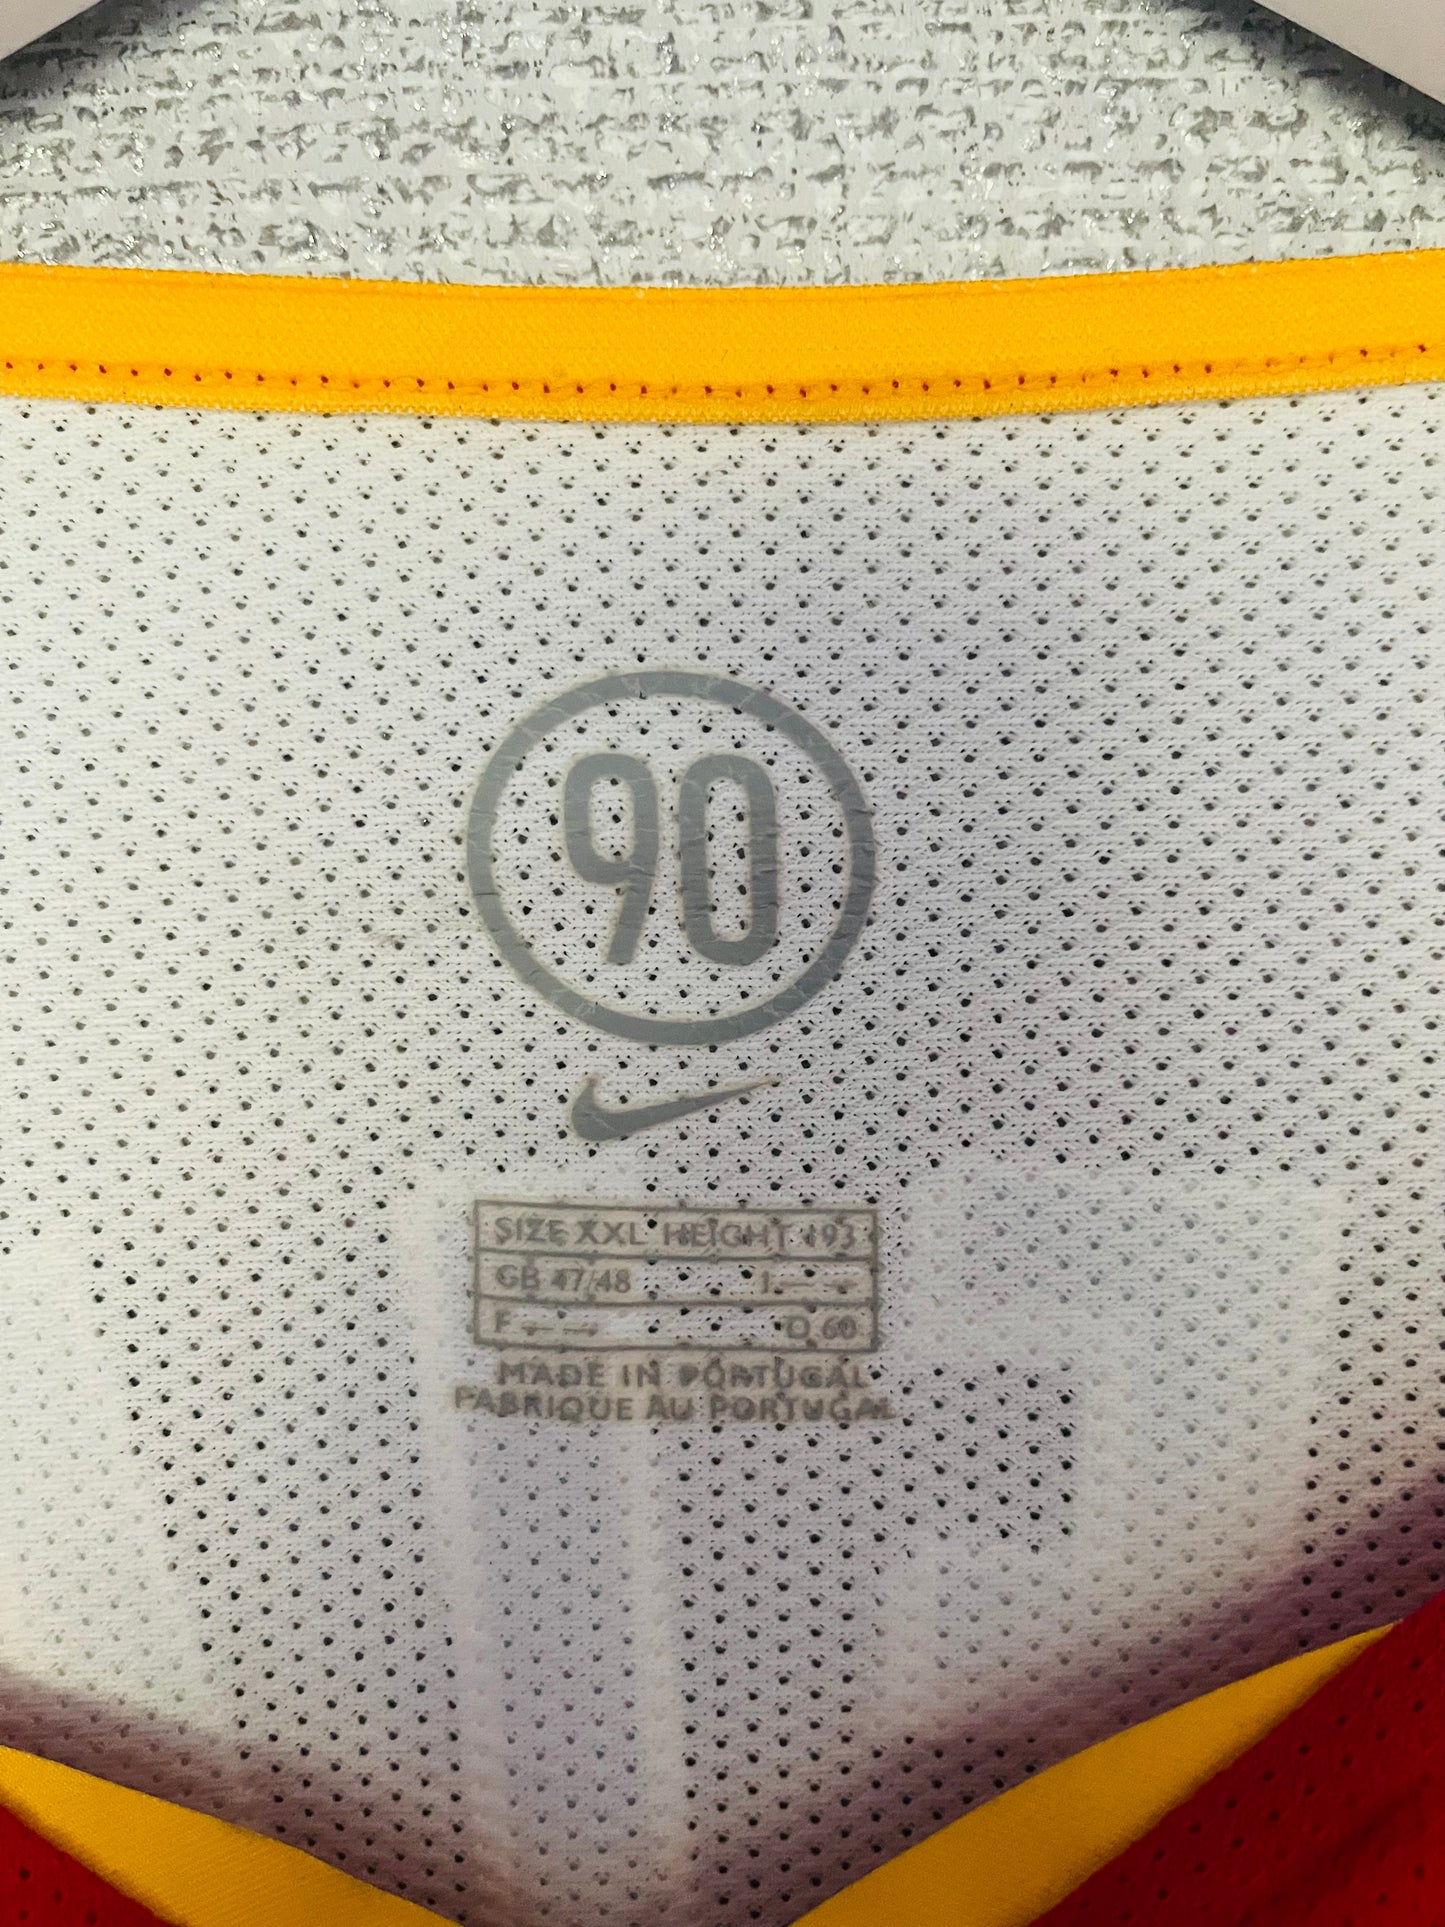 90
SIZE XXL HEIGHT 193
GB 47/48 I — —
F — — D 60
MADE IN PORTUGAL
FABRIQUE AU PORTUGAL